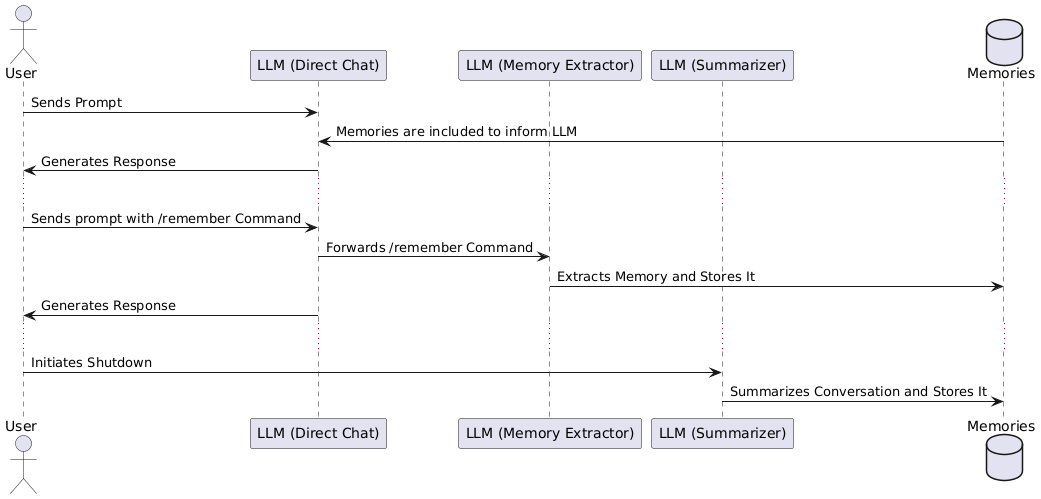 User
LLM (Direct Chat)
LLM (Memory Extractor)
LLM (Summarizer)
Memories
Sends Prompt
Memories are included to inform LLM
Generates Response
Sends prompt with /remember Command
Forwards /remember Command
Extracts Memory and Stores It
Generates Response
Initiates Shutdown
Summarizes Conversation and Stores It
User
LLM (Direct Chat)
LLM (Memory Extractor)
LLM (Summarizer)
Memories